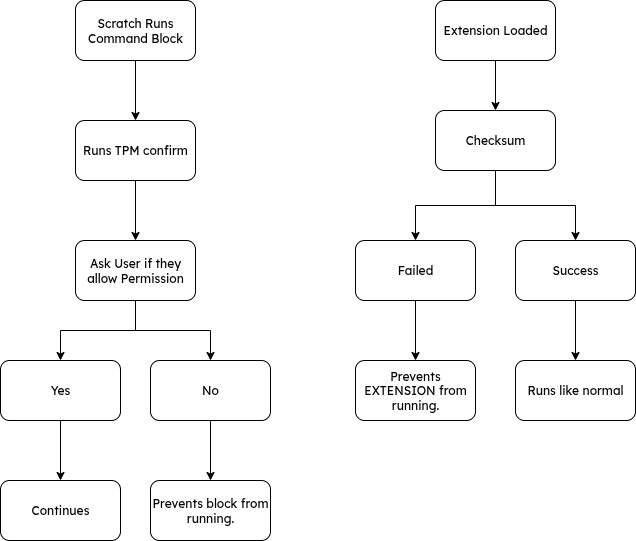 Scratch Runs
Command Block
Runs TPM confirm
Ask User if they
allow Permission
Yes
No
Continues
Prevents block from
running.
Extension Loaded
Checksum
Failed
Success
Prevents
EXTENSION from
running.
Runs like normal